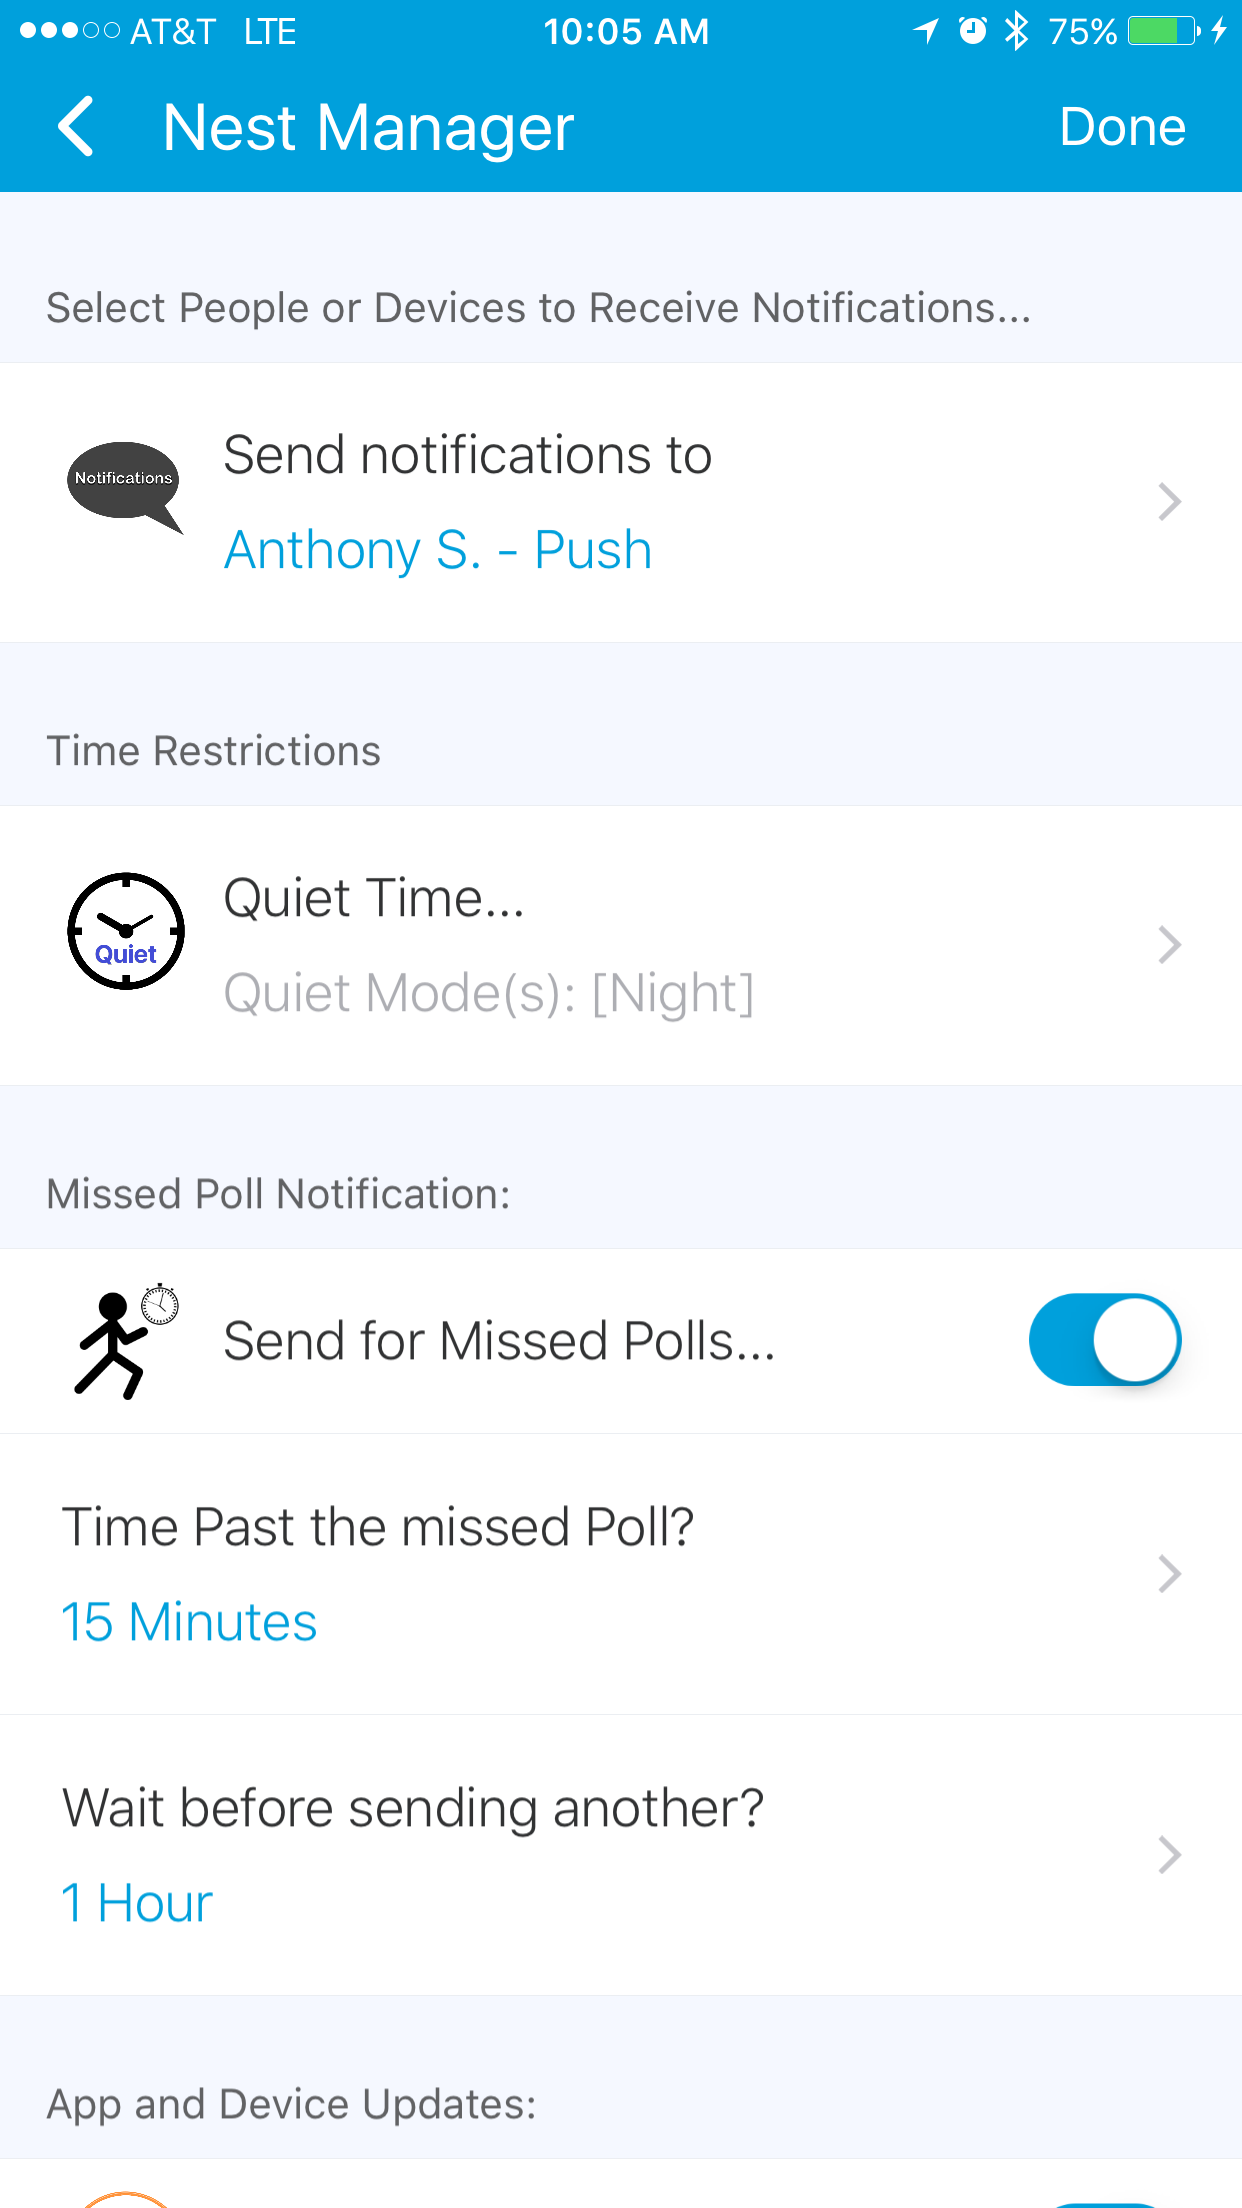 AT&T LTE 10:05 AM 75%
Nest Manager Done
Select People or Devices to Receive Notifications...
Notifications
Send notifications to
Anthony S. - Push
Time Restrictions
Quiet
Quiet Time...
Quiet Mode(s): [Night]
Missed Poll Notification:
Send for Missed Polls...
Time Past the missed Poll?
15 Minutes
Wait before sending another?
1 Hour
App and Device Updates: